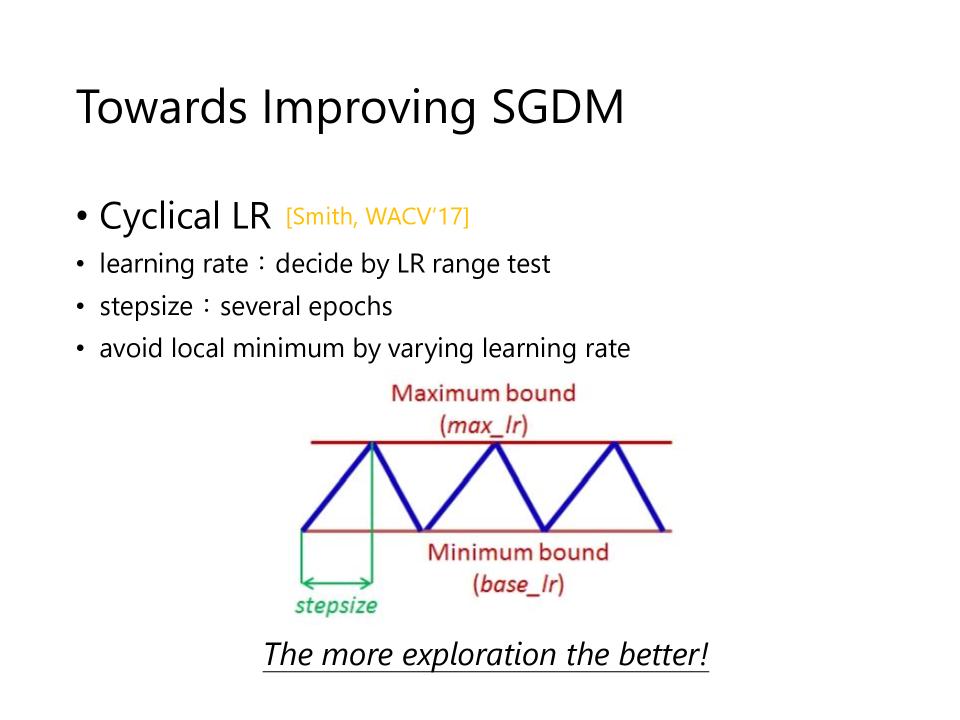 Towards Improving SGDM
• Cyclical LR [Smith, WACV'17]
• learning rate：decide by LR range test
• stepsize：several epochs
• avoid local minimum by varying learning rate
Maximum bound
(max_lr)
Minimum bound
(base_lr)
stepsize
The more exploration the better!